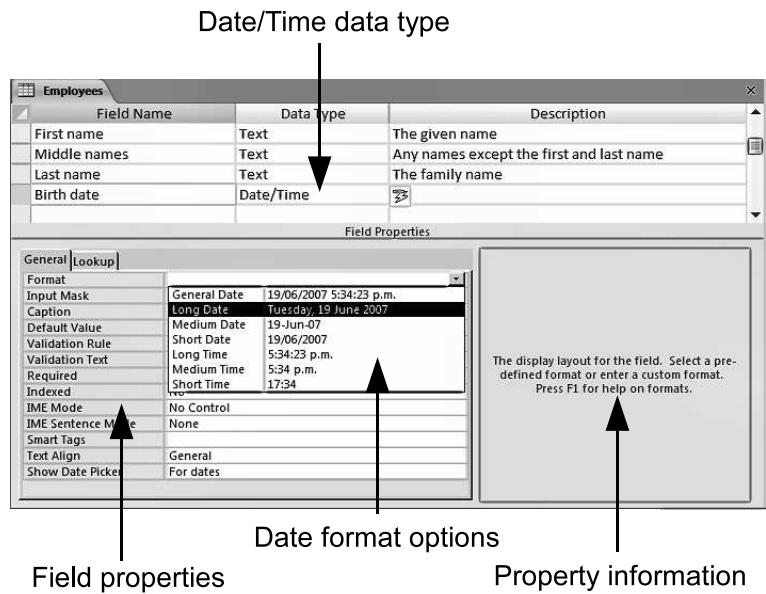 Date/Time data type
Employees ×
Field Name Data Type Description
First name Text The given name
Middle names Text Any names except the first and last name
Last name Text The family name
Birth date Date/Time
Field Properties
General Lookup
Format
Input Mask General Date 19/06/2007 5:34:23 p.m.
Caption Long Date Tuesday, 19 June 2007
Default Value Medium Date 19-Jun-07
Validation Rule Short Date 19/06/2007
Validation Text Long Time 5:34:23 p.m.
Required Medium Time 5:34 p.m.
Indexed Short Time 17:34
IME Mode No Control
IME Sentence Mode None
Smart Tags
Text Align General
Show Date Picker For dates
The display layout for the field. Select a pre-
defined format or enter a custom format.
Press F1 for help on formats.
Date format options
Field properties
Property information